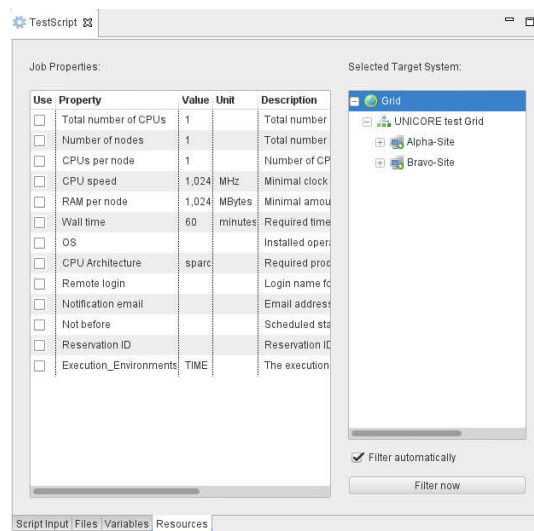 TestScript
Job Properties:
Selected Target System:
Use Property Value Unit Description
Total number of CPUs 1 Total number
Number of nodes 1 Total number
CPUs per node 1 Number of CP
CPU speed 1,024 MHz Minimal clock
RAM per node 1,024 MBytes Minimal amou
Wall time 60 minutes Required time
OS Installed opera
CPU Architecture sparc Required proc
Remote login Login name fo
Notification email Email address
Not before Scheduled sta
Reservation ID Reservation ID
Execution_Environments TIME The execution
Grid
UNICORE test Grid
Alpha-Site
Bravo-Site
Filter automatically
Filter now
Script Input Files Variables Resources